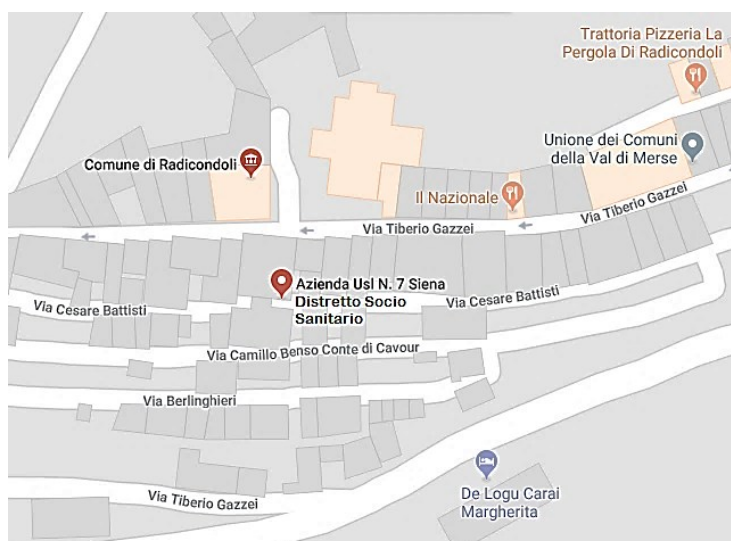 Trattoria Pizzeria La
Pergola Di Radicondoli
Unione dei Comuni
della Val di Merse
Comune di Radicondoli
Il Nazionale
Via Tiberio Gazzei
Via Tiberio Gazzei
Azienda Usl N. 7 Siena
Distretto Socio
Sanitario
Via Cesare Battisti
Via Cesare Battisti
Via Camillo Benso Conte di Cavour
Via Berlinghieri
De Logu Carai
Margherita
Via Tiberio Gazzei